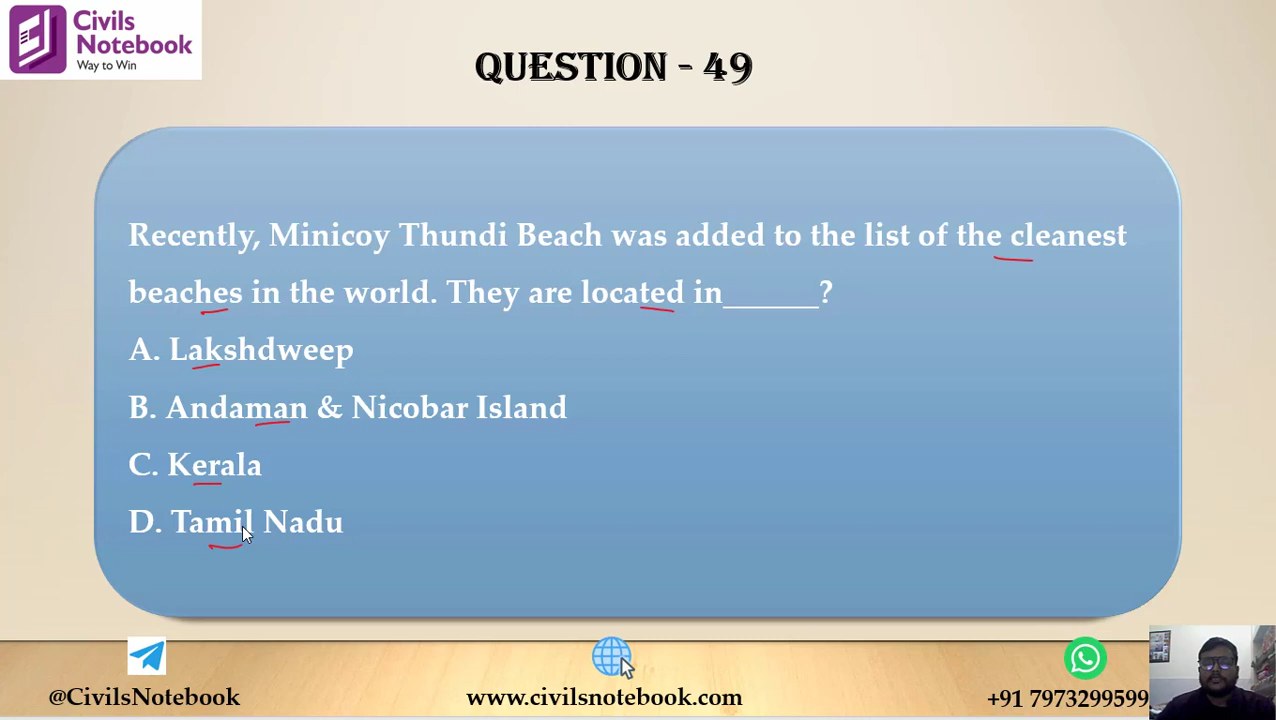 Civils
Notebook
Way to Win
QUESTION - 49
Recently, Minicoy Thundi Beach was added to the list of the cleanest
beaches in the world. They are located in______?
A. Lakshdweep
B. Andaman & Nicobar Island
C. Kerala
D. Tamil Nadu
@CivilsNotebook
www.civilsnotebook.com
+91 7973299599